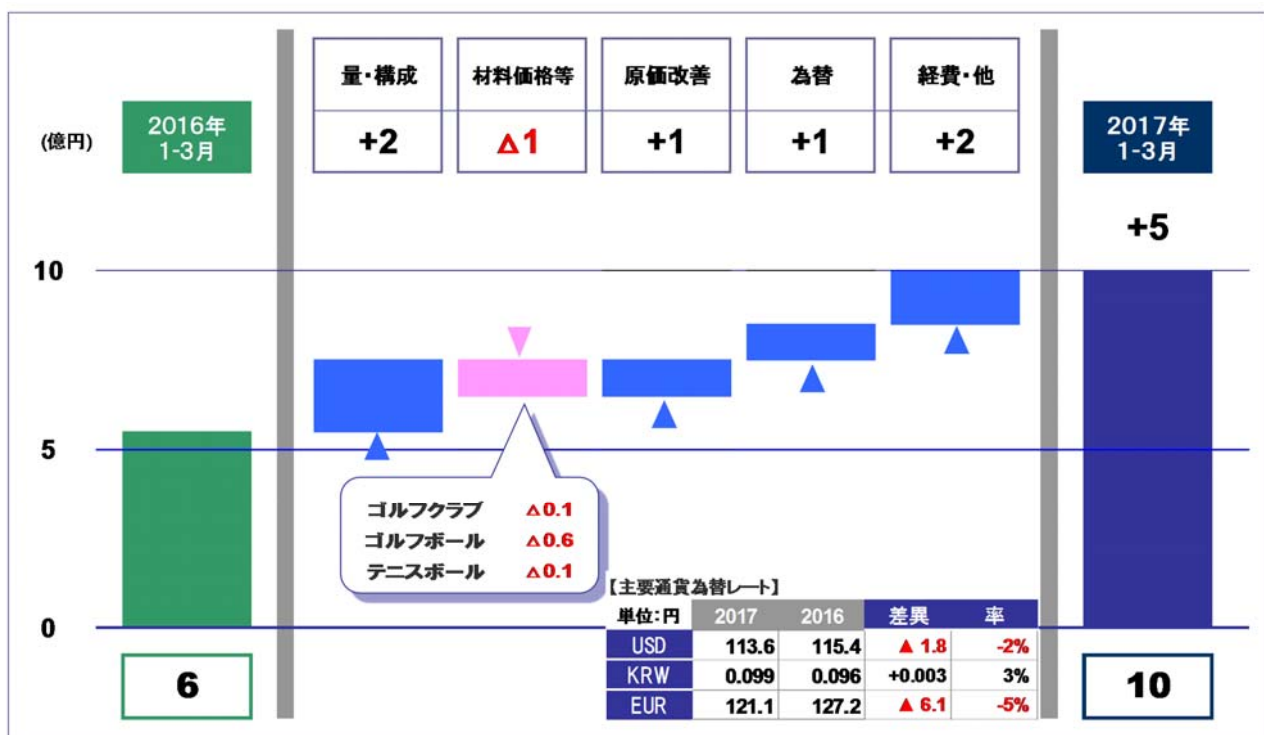 量・構成 材料価格等 原価改善 為替 経費・他
(億円) 2016年 1-3月 +2 △1 +1 +1 +2 2017年 1-3月
+5
10
5
0
ゴルフクラブ △0.1
ゴルフボール △0.6
テニスボール △0.1
【主要通貨為替レート】
単位:円 2017 2016 差異 率
USD 113.6 115.4 ▲ 1.8 -2%
KRW 0.099 0.096 +0.003 3%
EUR 121.1 127.2 ▲ 6.1 -5%
6 10